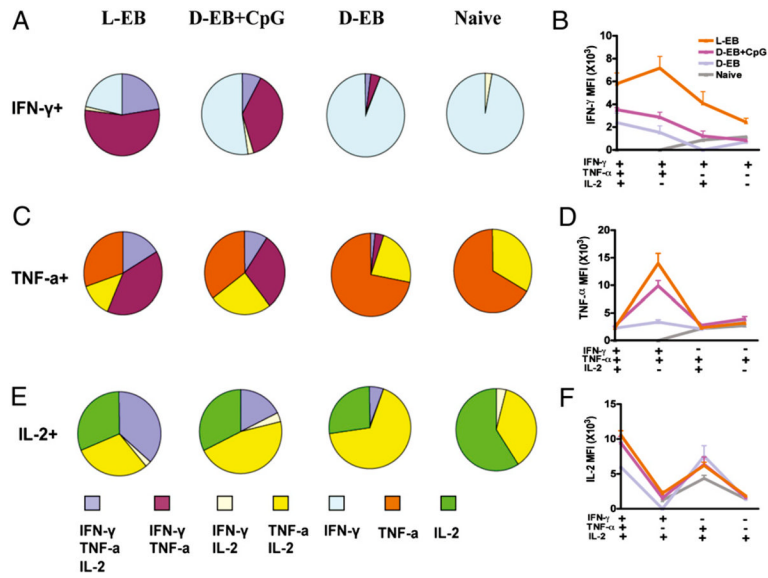 A L-EB D-EB+CpG D-EB Naive
IFN-γ+
B
L-EB
D-EB+CpG
D-EB
Naive
IFN-γ MFI (X10³)
10
8
6
4
2
0
IFN-γ + + + +
TNF-α + + - -
IL-2 + - + -
C
TNF-a+
D
TNF-α MFI (X10³)
20
15
10
5
0
IFN-γ + + - -
TNF-α + + + +
IL-2 + - + -
E
IL-2+
F
IL-2 MFI (X10³)
15
10
5
0
IFN-γ + + - -
TNF-α + - + -
IL-2 + + + +
IFN-γ TNF-a IL-2
IFN-γ TNF-a
IFN-γ IL-2
TNF-a IL-2
IFN-γ
TNF-a
IL-2